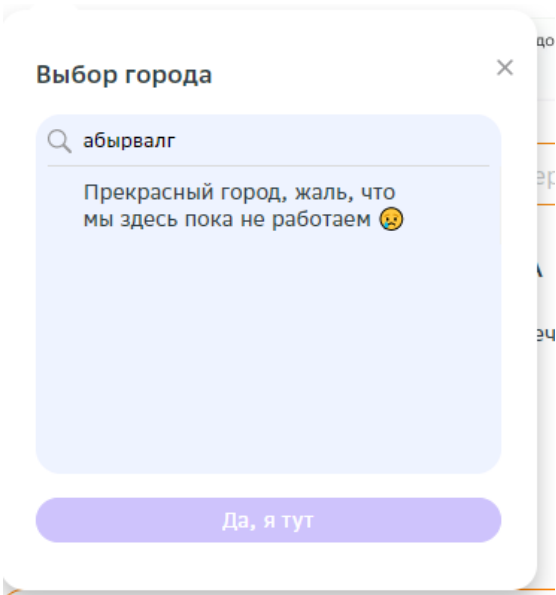 Выбор города
абырвалг
Прекрасный город, жаль, что
мы здесь пока не работаем 😥
Да, я тут